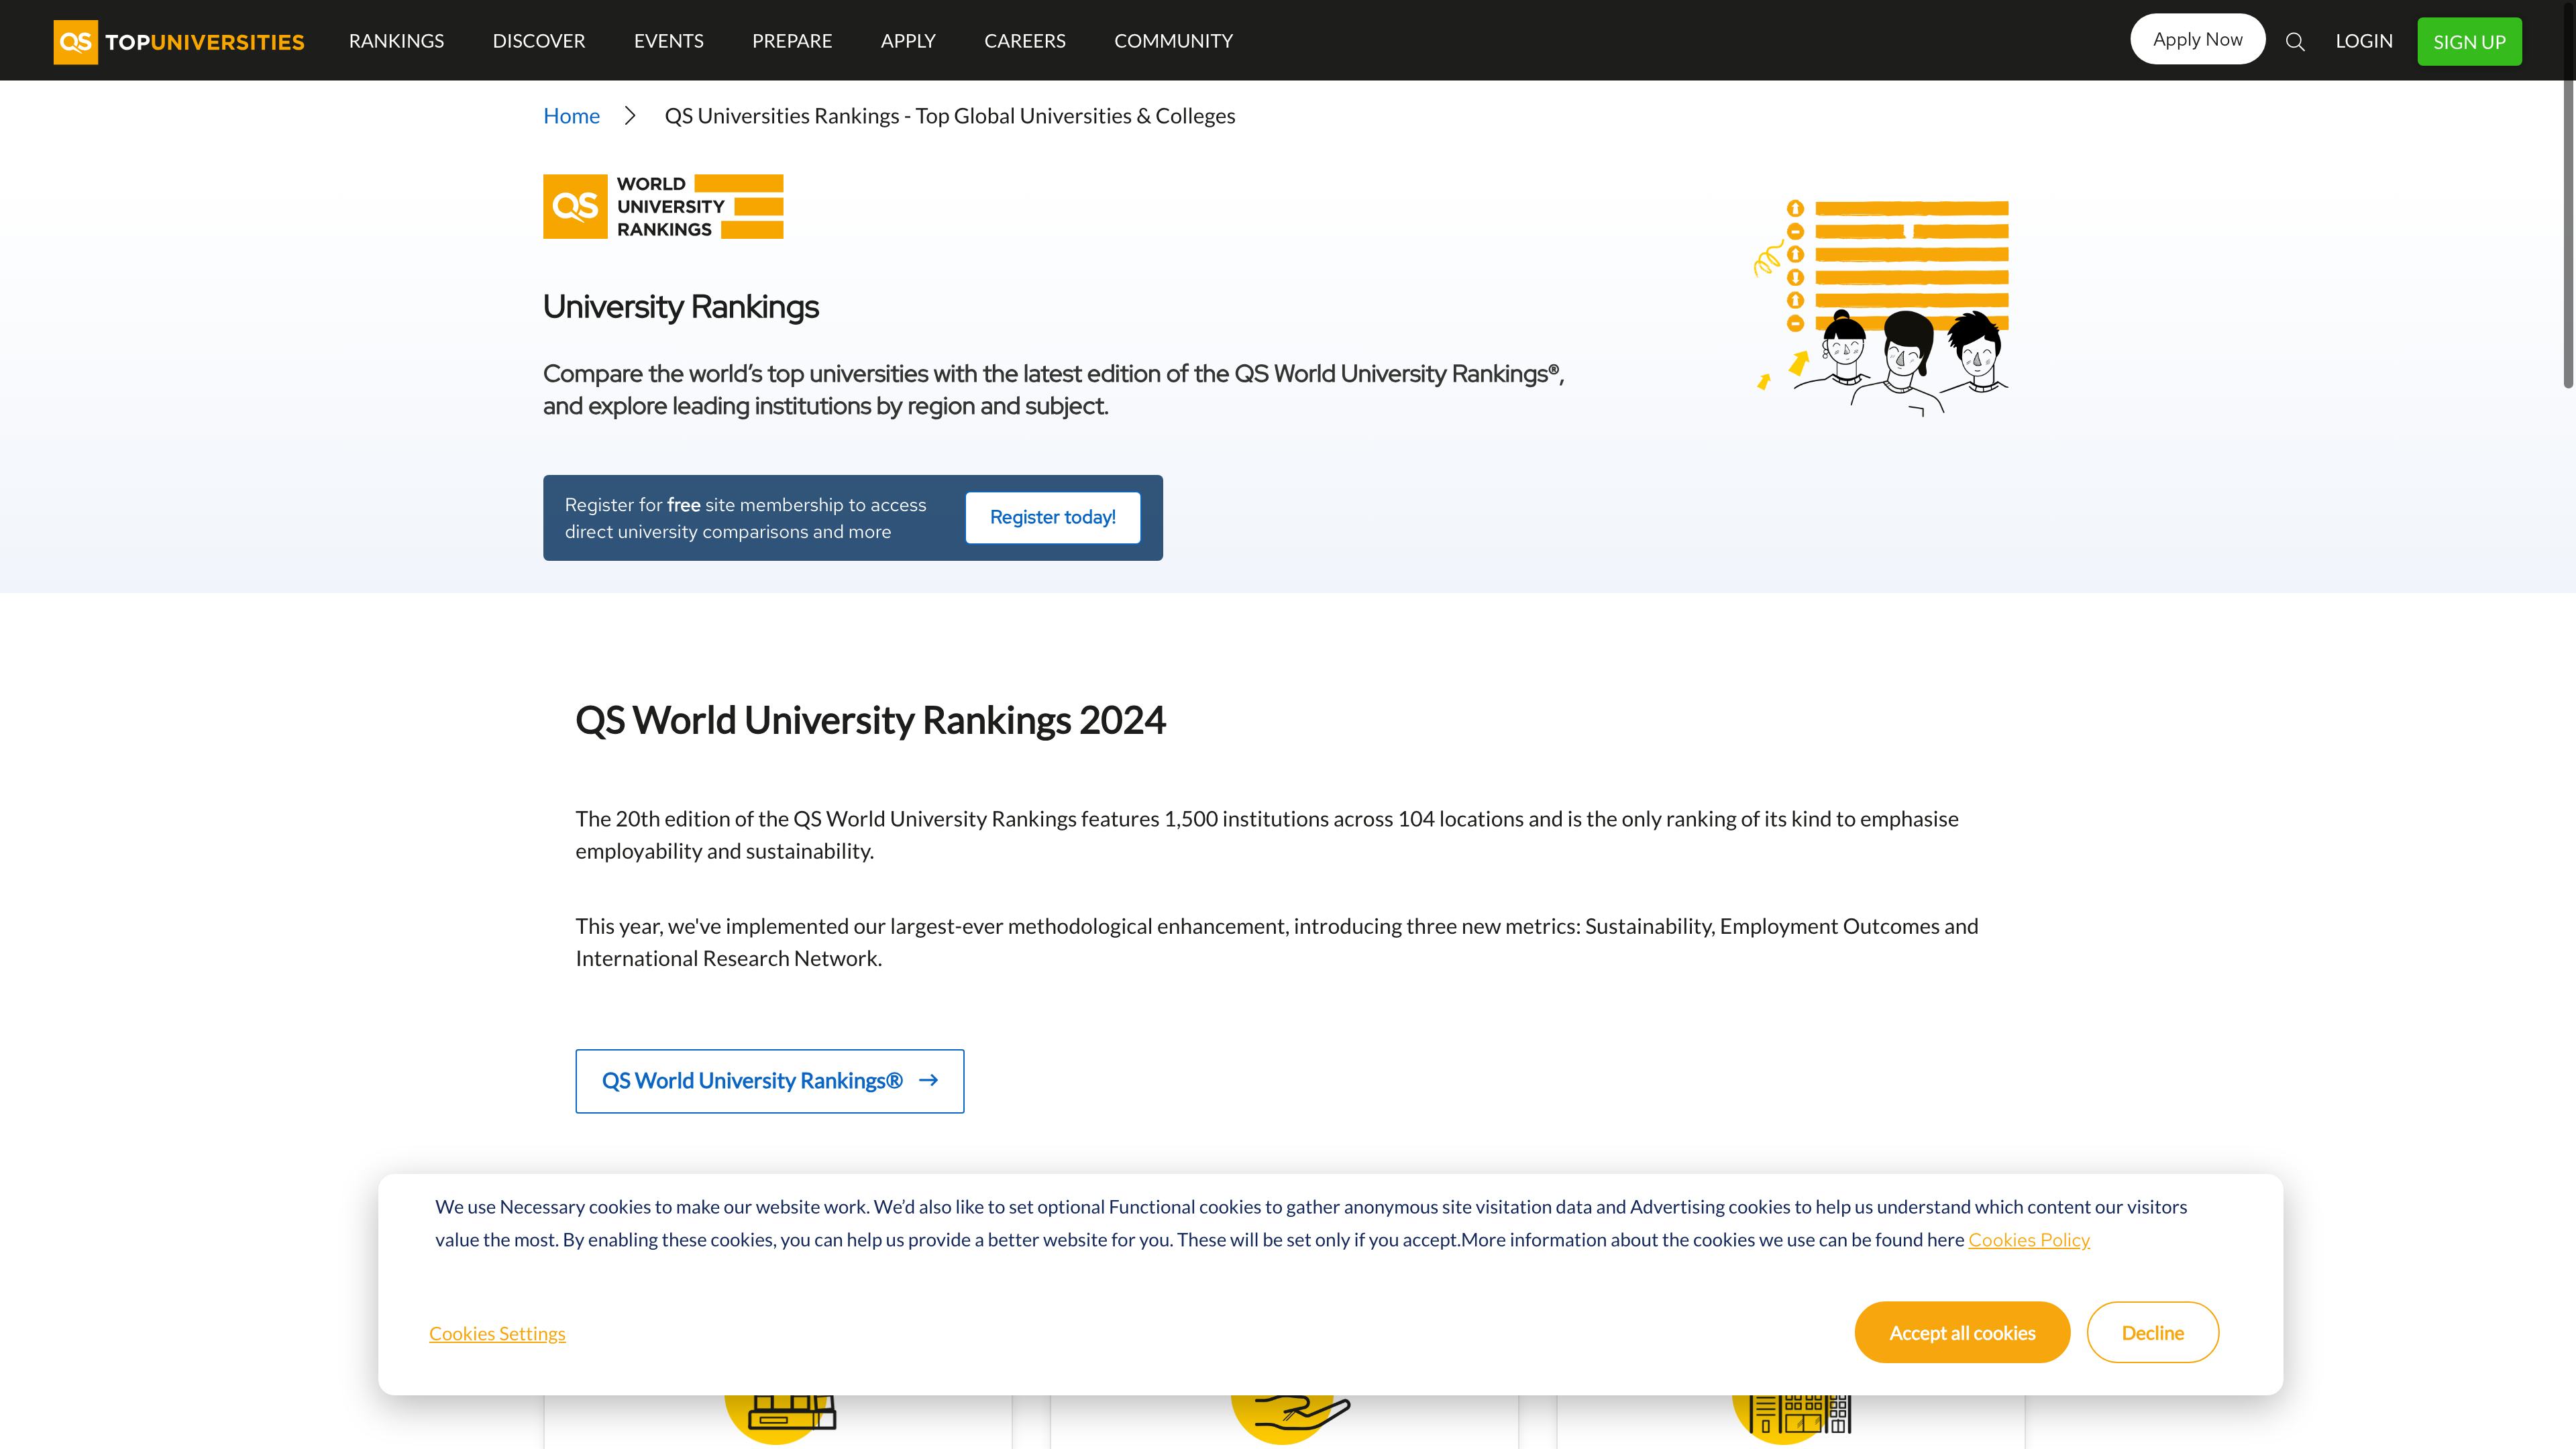 QS TOPUNIVERSITIES RANKINGS DISCOVER EVENTS PREPARE APPLY CAREERS COMMUNITY Apply Now LOGIN SIGN UP
Home QS Universities Rankings - Top Global Universities & Colleges
QS WORLD
UNIVERSITY
RANKINGS
University Rankings
Compare the world’s top universities with the latest edition of the QS World University Rankings®,
and explore leading institutions by region and subject.
Register for free site membership to access
direct university comparisons and more
Register today!
QS World University Rankings 2024
The 20th edition of the QS World University Rankings features 1,500 institutions across 104 locations and is the only ranking of its kind to emphasise
employability and sustainability.
This year, we've implemented our largest-ever methodological enhancement, introducing three new metrics: Sustainability, Employment Outcomes and
International Research Network.
QS World University Rankings® →
We use Necessary cookies to make our website work. We’d also like to set optional Functional cookies to gather anonymous site visitation data and Advertising cookies to help us understand which content our visitors
value the most. By enabling these cookies, you can help us provide a better website for you. These will be set only if you accept.More information about the cookies we use can be found here Cookies Policy
Cookies Settings Accept all cookies Decline